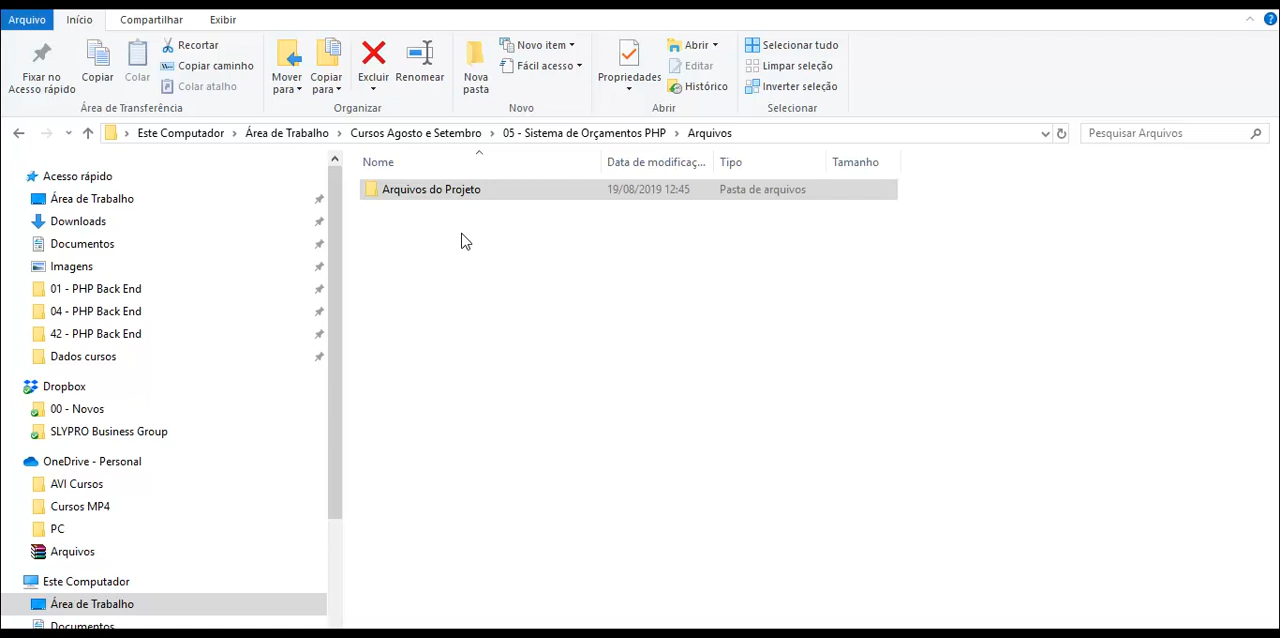 Arquivo Início Compartilhar Exibir
Fixar no
Acesso rápido
Copiar
Colar
Recortar
Copiar caminho
Colar atalho
Área de Transferência
Mover
para
Copiar
para
Excluir
Renomear
Organizar
Nova
pasta
Novo item
Fácil acesso
Novo
Propriedades
Abrir
Editar
Histórico
Abrir
Selecionar tudo
Limpar seleção
Inverter seleção
Selecionar
Este Computador Área de Trabalho Cursos Agosto e Setembro 05 - Sistema de Orçamentos PHP Arquivos
Pesquisar Arquivos
Nome Data de modificaç... Tipo Tamanho
Arquivos do Projeto 19/08/2019 12:45 Pasta de arquivos
Acesso rápido
Área de Trabalho
Downloads
Documentos
Imagens
01 - PHP Back End
04 - PHP Back End
42 - PHP Back End
Dados cursos
Dropbox
00 - Novos
SLYPRO Business Group
OneDrive - Personal
AVI Cursos
Cursos MP4
PC
Arquivos
Este Computador
Área de Trabalho
Documentos